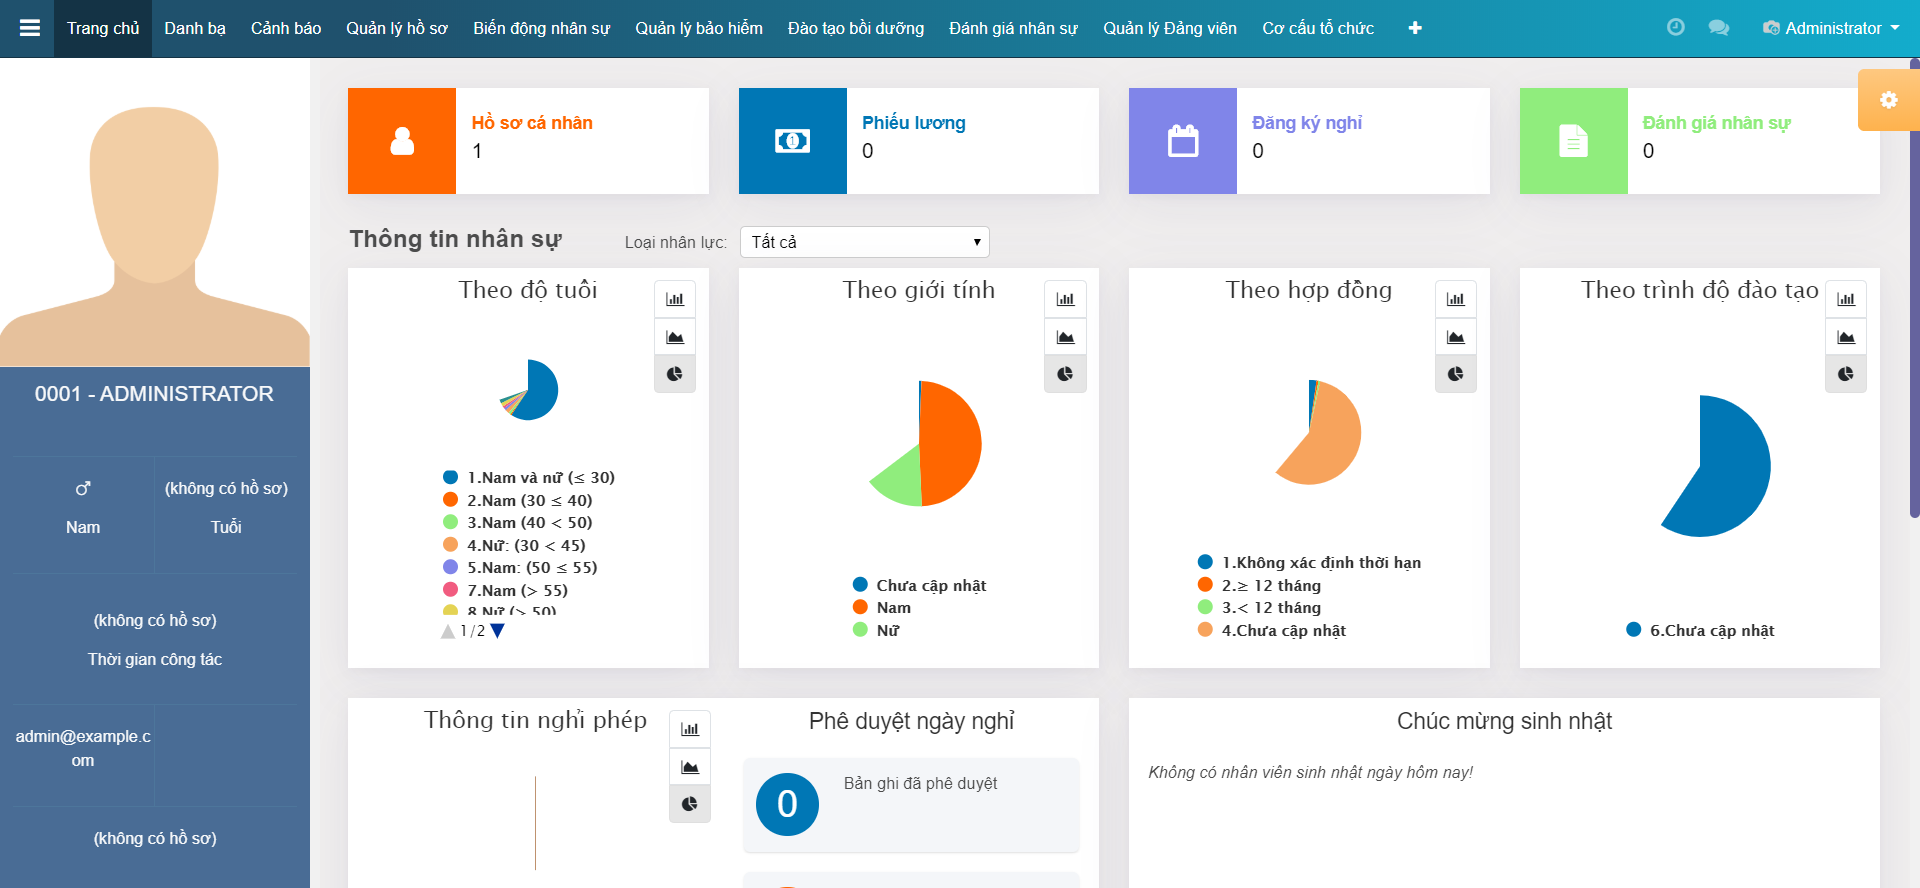 Trang chủ Danh bạ Cảnh báo Quản lý hồ sơ Biến động nhân sự Quản lý bảo hiểm Đào tạo bồi dưỡng Đánh giá nhân sự Quản lý Đảng viên Cơ cấu tổ chức Administrator
0001 - ADMINISTRATOR
Nam
(không có hồ sơ)
Tuổi
(không có hồ sơ)
Thời gian công tác
admin@example.c
om
(không có hồ sơ)
Hồ sơ cá nhân
1
Phiếu lương
0
Đăng ký nghỉ
0
Đánh giá nhân sự
0
Thông tin nhân sự
Loại nhân lực: Tất cả
Theo độ tuổi
1.Nam và nữ (≤ 30)
2.Nam (30 ≤ 40)
3.Nam (40 < 50)
4.Nữ: (30 < 45)
5.Nam: (50 ≤ 55)
7.Nam (> 55)
8.Nữ (> 50)
1/2
Theo giới tính
Chưa cập nhật
Nam
Nữ
Theo hợp đồng
1.Không xác định thời hạn
2.≥ 12 tháng
3.< 12 tháng
4.Chưa cập nhật
Theo trình độ đào tạo
6.Chưa cập nhật
Thông tin nghỉ phép
Phê duyệt ngày nghỉ
0
Bản ghi đã phê duyệt
Chúc mừng sinh nhật
Không có nhân viên sinh nhật ngày hôm nay!